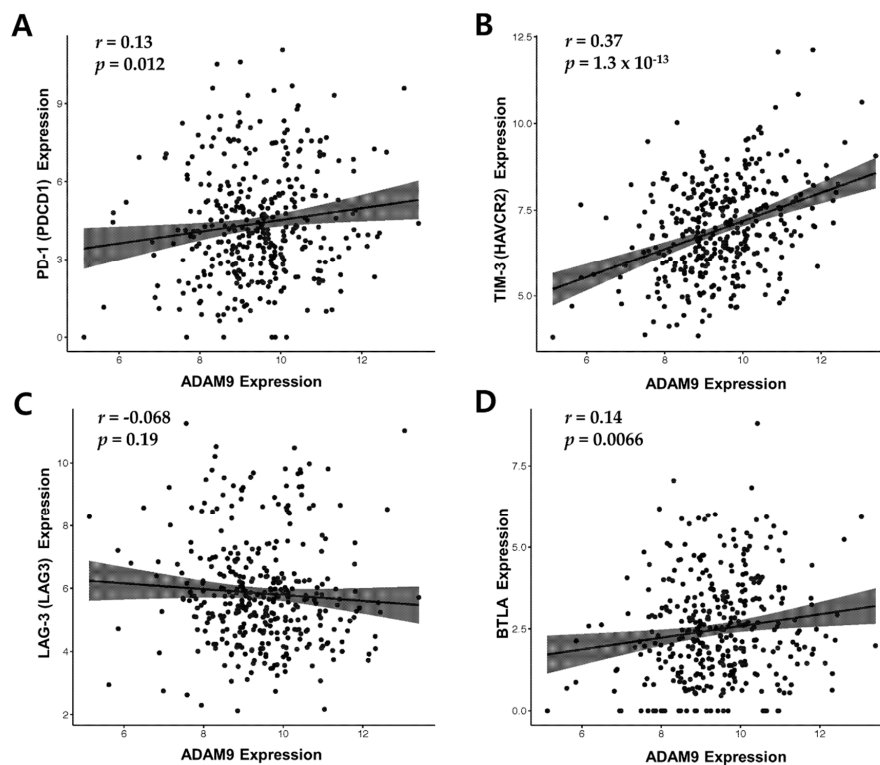 A
r = 0.13
p = 0.012
PD-1 (PDCD1) Expression
9
6
3
0
6
8
10
12
ADAM9 Expression
B
r = 0.37
p = 1.3 x 10⁻¹³
TIM-3 (HAVCR2) Expression
12.5
10.0
7.5
5.0
6
8
10
12
ADAM9 Expression
C
r = -0.068
p = 0.19
LAG-3 (LAG3) Expression
10
8
6
4
2
6
8
10
12
ADAM9 Expression
D
r = 0.14
p = 0.0066
BTLA Expression
7.5
5.0
2.5
0.0
6
8
10
12
ADAM9 Expression